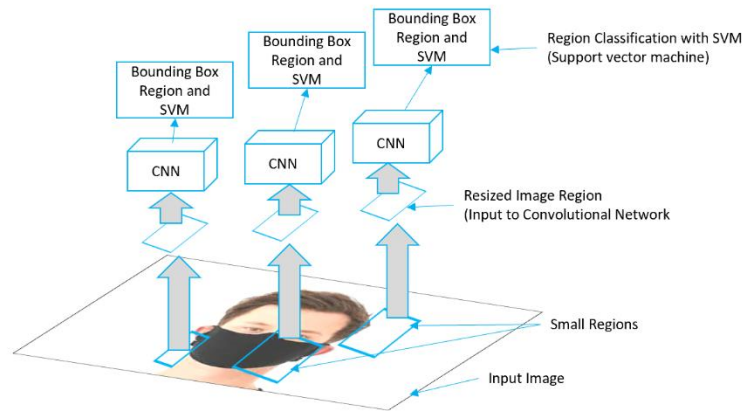 Bounding Box
Region and
SVM
Bounding Box
Region and
SVM
Bounding Box
Region and
SVM
Region Classification with SVM
(Support vector machine)
CNN
CNN
CNN
Resized Image Region
(Input to Convolutional Network
Small Regions
Input Image